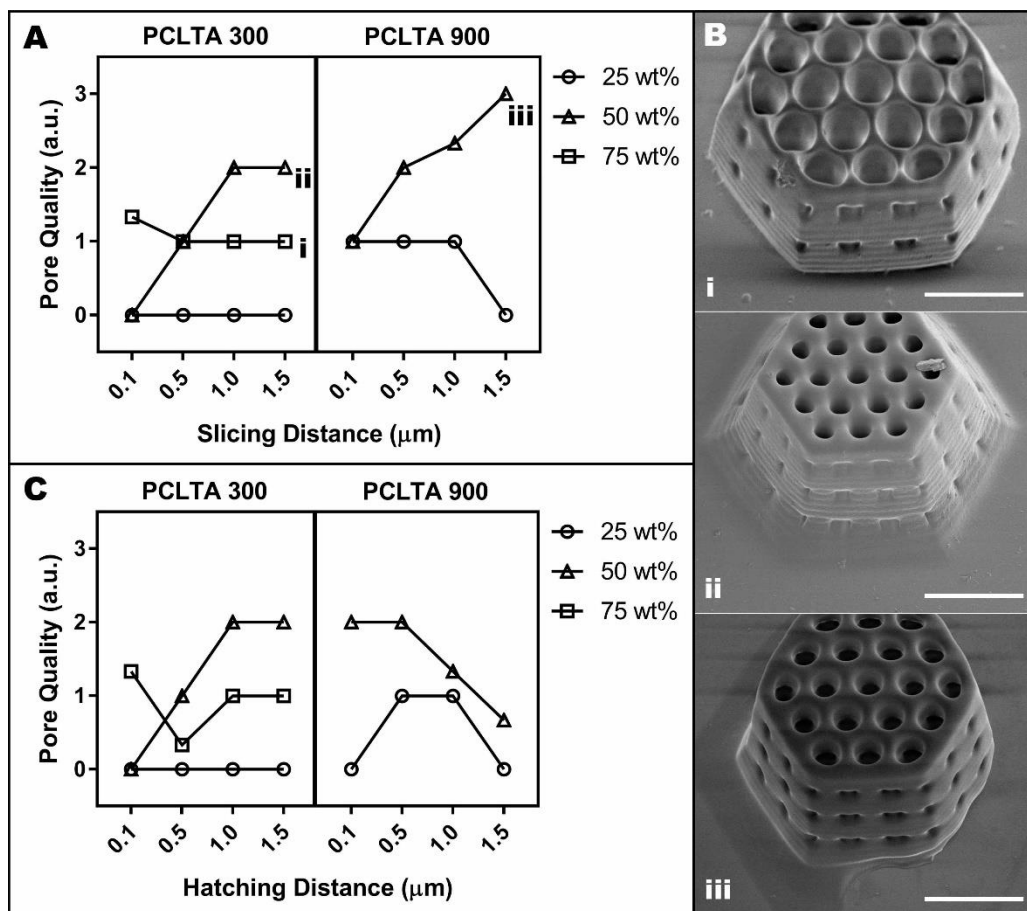 A
PCLTA 300
PCLTA 900
Pore Quality (a.u.)
3
2
1
0
ii
i
iii
0.1
0.5
1.0
1.5
0.1
0.5
1.0
1.5
Slicing Distance (μm)
25 wt%
50 wt%
75 wt%
B
i
ii
iii
C
PCLTA 300
PCLTA 900
Pore Quality (a.u.)
3
2
1
0
0.1
0.5
1.0
1.5
0.1
0.5
1.0
1.5
Hatching Distance (μm)
25 wt%
50 wt%
75 wt%